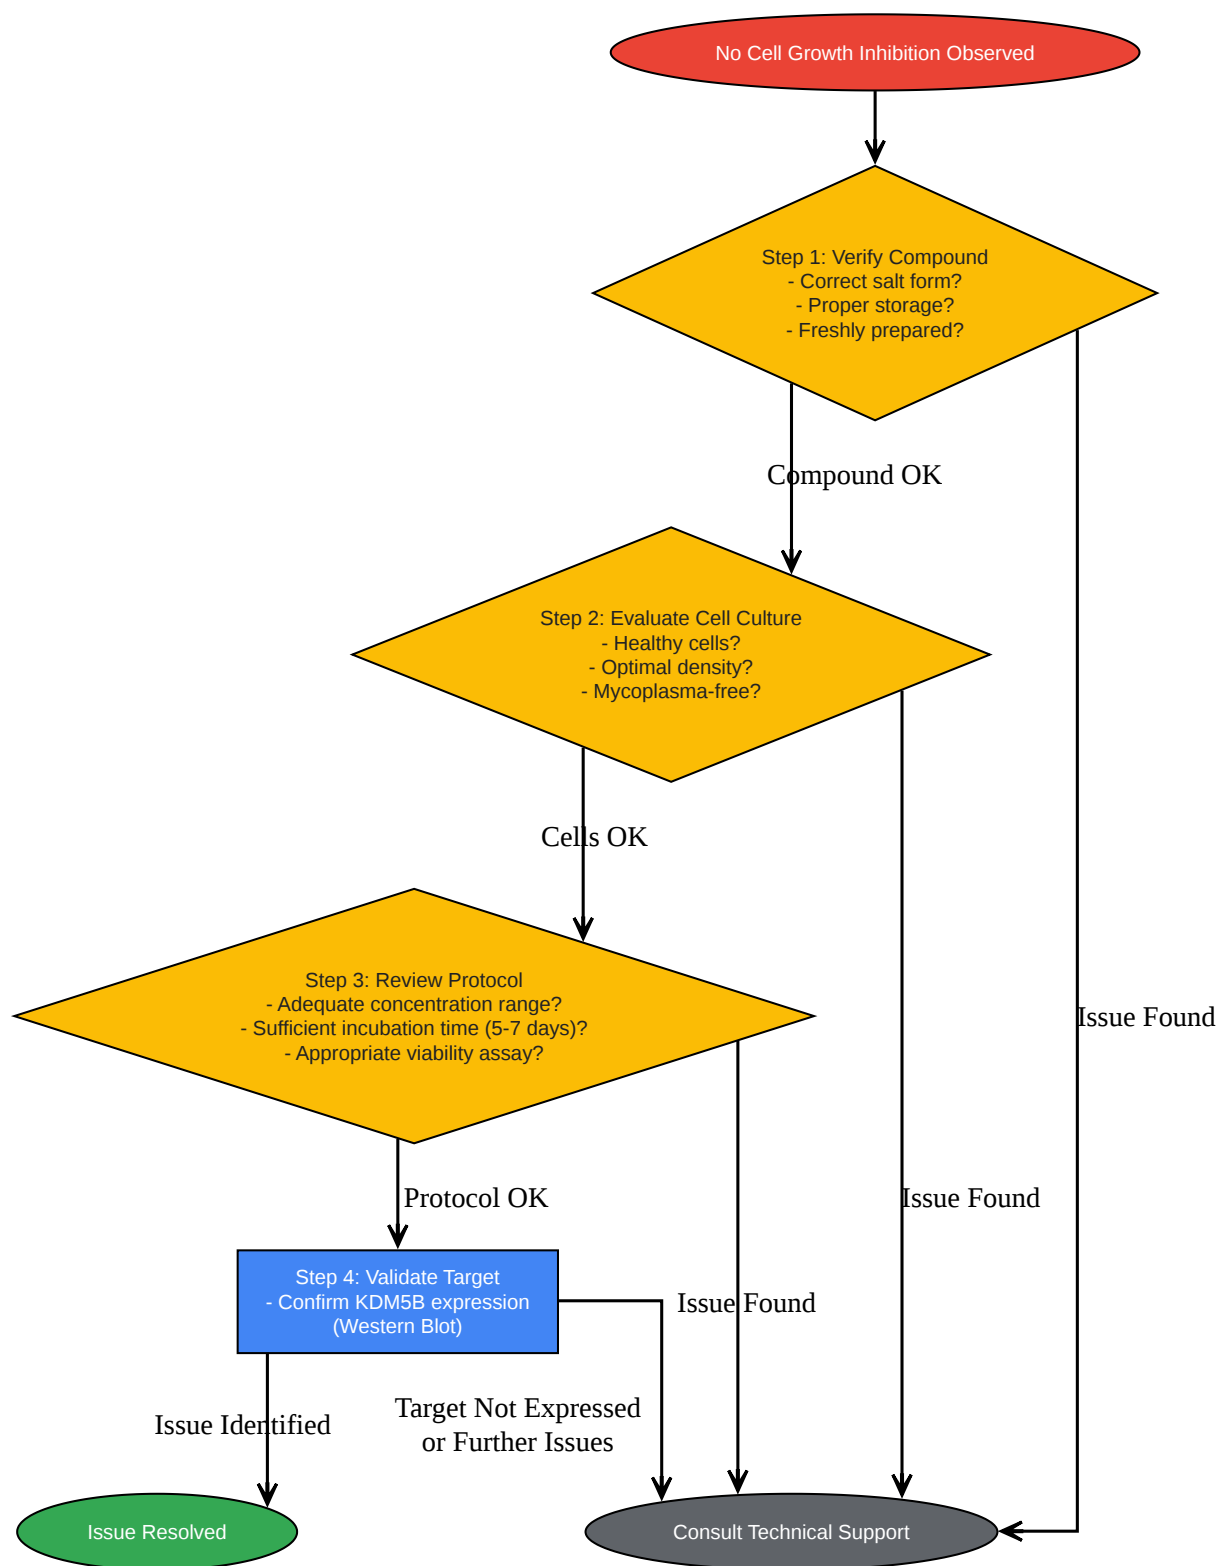 No Cell Growth Inhibition Observed
Step 1: Verify Compound
- Correct salt form?
- Proper storage?
- Freshly prepared?
Compound OK
Step 2: Evaluate Cell Culture
- Healthy cells?
- Optimal density?
- Mycoplasma-free?
Cells OK
Step 3: Review Protocol
- Adequate concentration range?
- Sufficient incubation time (5-7 days)?
- Appropriate viability assay?
Issue Found
Protocol OK
Issue Found
Step 4: Validate Target
- Confirm KDM5B expression
(Western Blot)
Issue Found
Issue Identified
Target Not Expressed
or Further Issues
Issue Resolved
Consult Technical Support